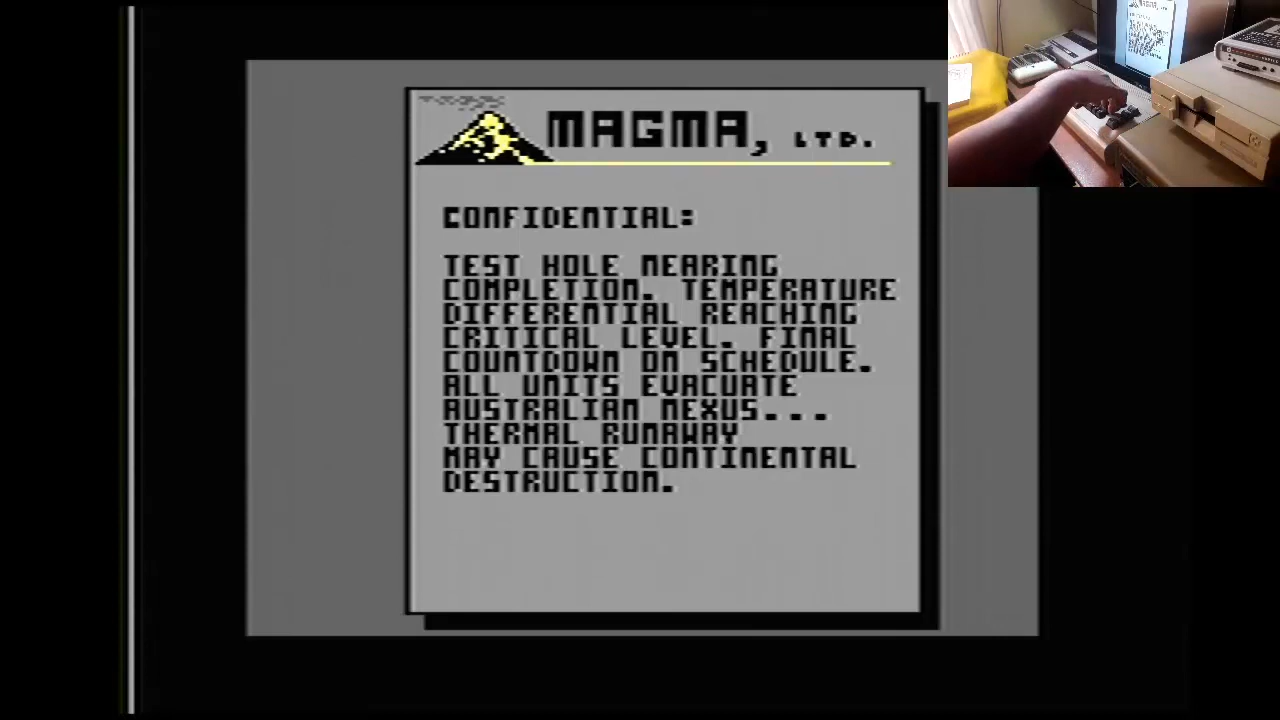 MAGMA, LTD.
CONFIDENTIAL:
TEST HOLE NEARING
COMPLETION. TEMPERATURE
DIFFERENTIAL REACHING
CRITICAL LEVEL. FINAL
COUNTDOWN ON SCHEDULE.
ALL UNITS EVACUATE
AUSTRALIAN NEXUS...
THERMAL RUNAWAY
MAY CAUSE CONTINENTAL
DESTRUCTION.